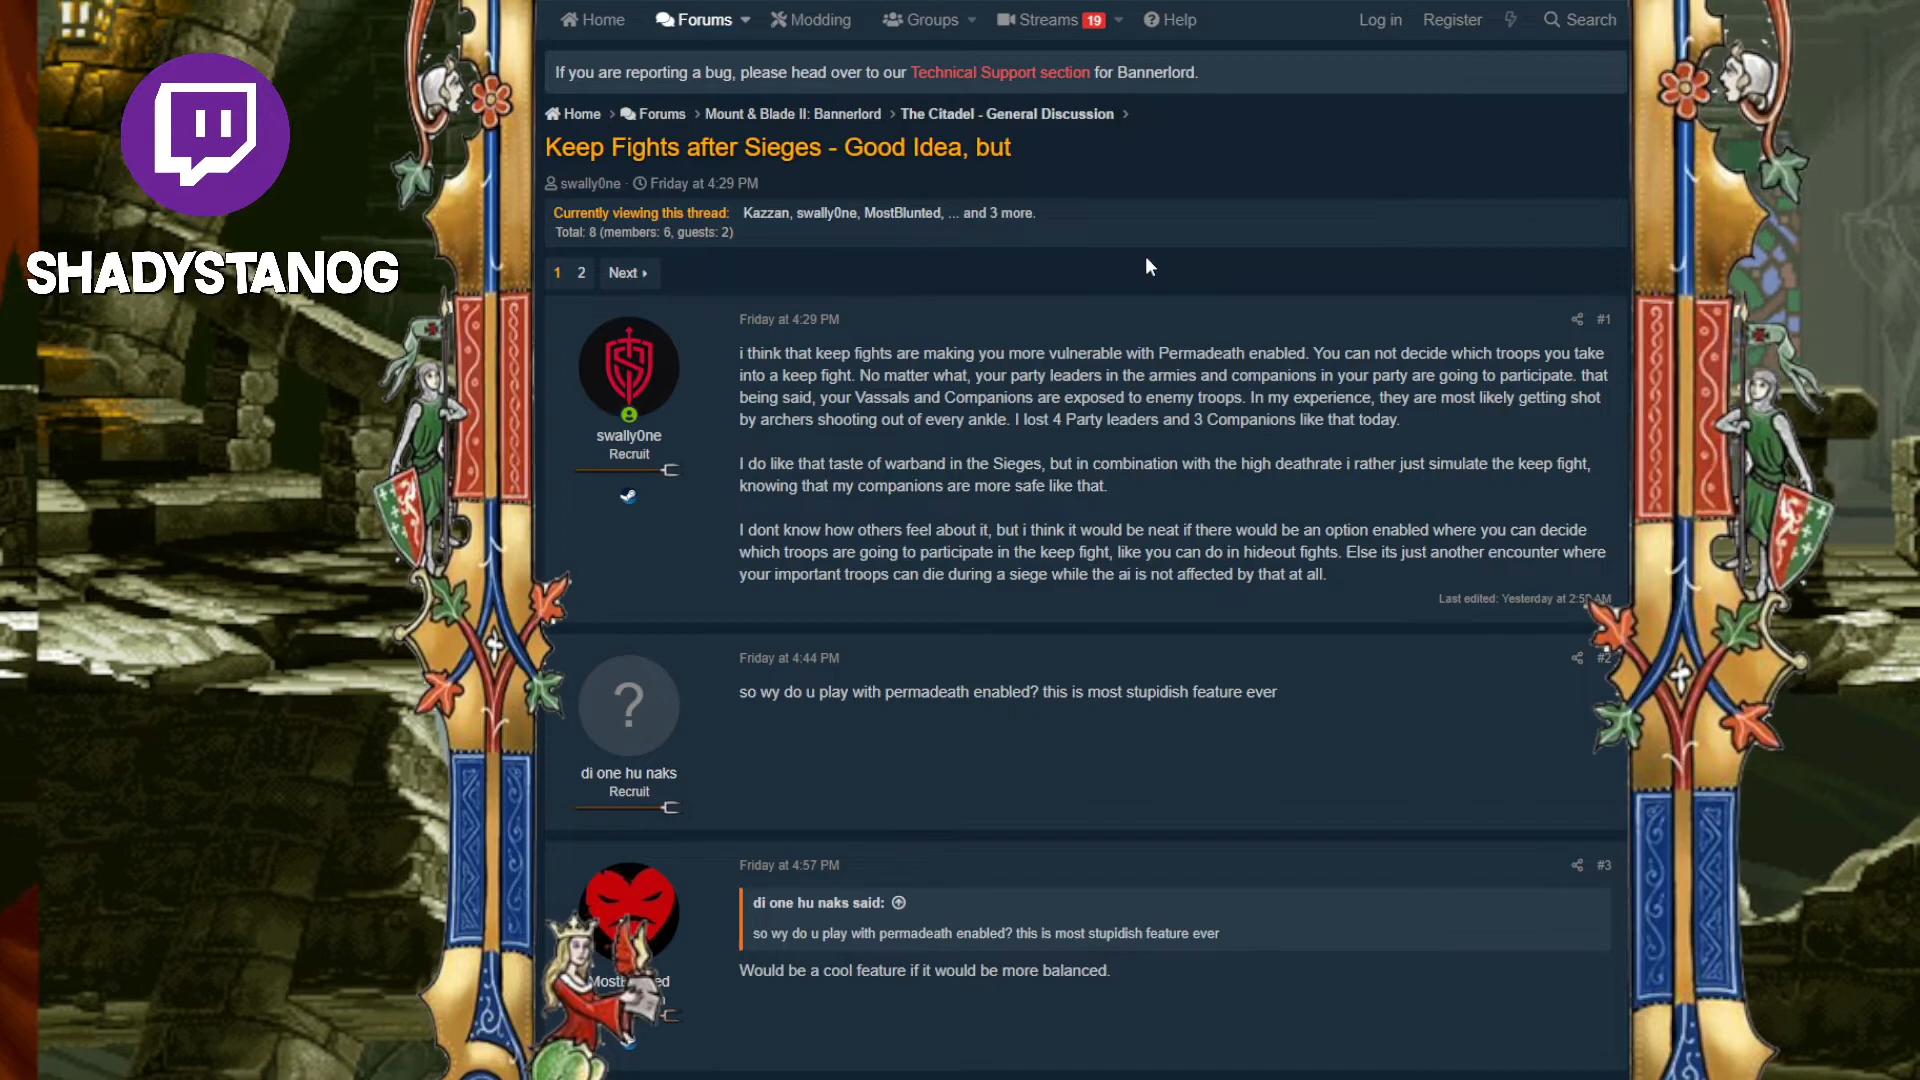 Home Forums Modding Groups Streams 19 Help Log in Register Search
If you are reporting a bug, please head over to our Technical Support section for Bannerlord.
Home Forums Mount & Blade II: Bannerlord The Citadel - General Discussion
Keep Fights after Sieges - Good Idea, but
swally0ne · Friday at 4:29 PM
Currently viewing this thread: Kazzan, swally0ne, MostBlunted, ... and 3 more.
Total: 8 (members: 6, guests: 2)
SHADYSTANOG
1 2 Next
Friday at 4:29 PM #1
i think that keep fights are making you more vulnerable with Permadeath enabled. You can not decide which troops you take
into a keep fight. No matter what, your party leaders in the armies and companions in your party are going to participate. that
being said, your Vassals and Companions are exposed to enemy troops. In my experience, they are most likely getting shot
by archers shooting out of every ankle. I lost 4 Party leaders and 3 Companions like that today.
swally0ne
Recruit
I do like that taste of warband in the Sieges, but in combination with the high deathrate i rather just simulate the keep fight,
knowing that my companions are more safe like that.
I dont know how others feel about it, but i think it would be neat if there would be an option enabled where you can decide
which troops are going to participate in the keep fight, like you can do in hideout fights. Else its just another encounter where
your important troops can die during a siege while the ai is not affected by that at all.
Last edited: Yesterday at AM
Friday at 4:44 PM #2
so wy do u play with permadeath enabled? this is most stupidish feature ever
?
di one hu naks
Recruit
Friday at 4:57 PM #3
di one hu naks said:
so wy do u play with permadeath enabled? this is most stupidish feature ever
Would be a cool feature if it would be more balanced.